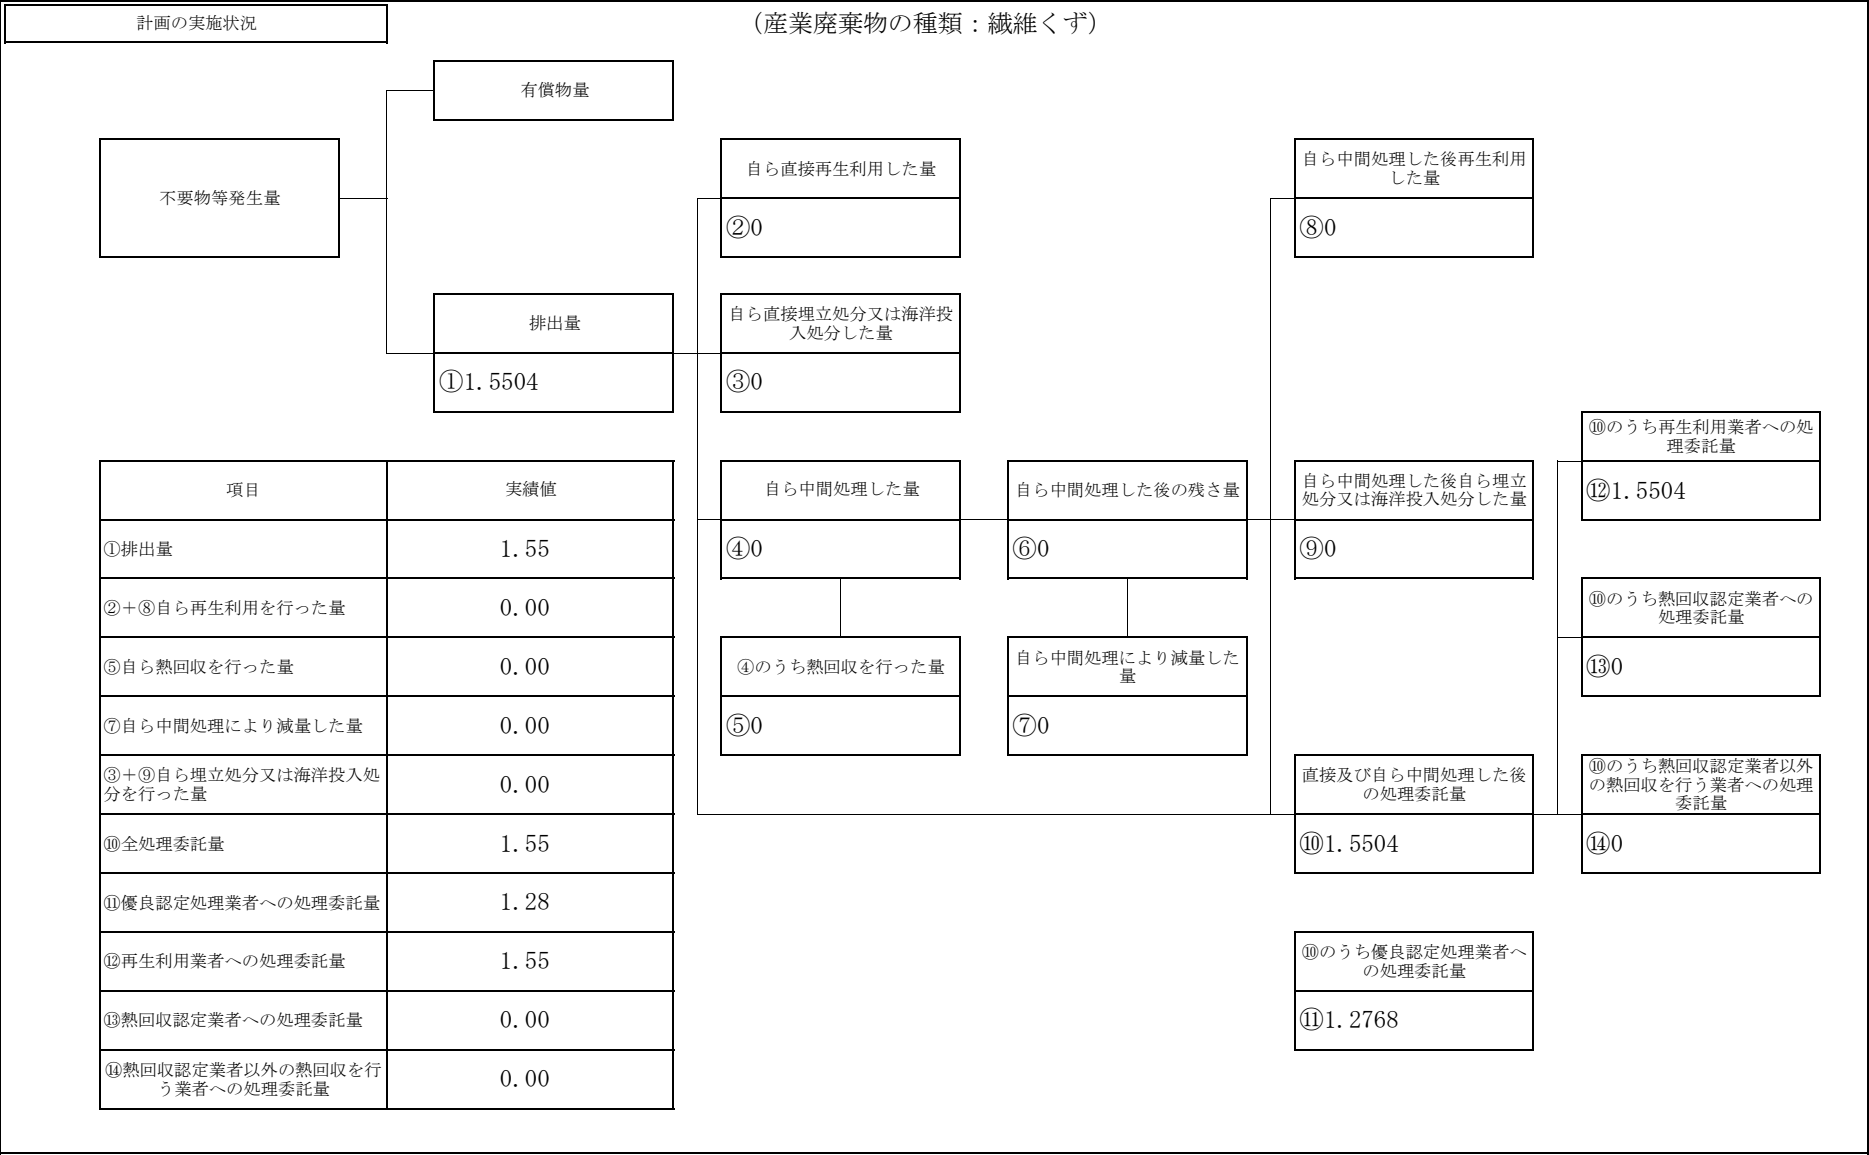 計画の実施状況
（産業廃棄物の種類：繊維くず）
有償物量
不要物等発生量
自ら直接再生利用した量
②0
自ら中間処理した後再生利用
した量
⑧0
排出量
①1.5504
自ら直接埋立処分又は海洋投
入処分した量
③0
項目
実績値
①排出量
1.55
②＋⑧自ら再生利用を行った量
0.00
⑤自ら熱回収を行った量
0.00
⑦自ら中間処理により減量した量
0.00
③＋⑨自ら埋立処分又は海洋投入処
分を行った量
0.00
⑩全処理委託量
1.55
⑪優良認定処理業者への処理委託量
1.28
⑫再生利用業者への処理委託量
1.55
⑬熱回収認定業者への処理委託量
0.00
⑭熱回収認定業者以外の熱回収を行
う業者への処理委託量
0.00
自ら中間処理した量
④0
④のうち熱回収を行った量
⑤0
自ら中間処理した後の残さ量
⑥0
自ら中間処理により減量した
量
⑦0
自ら中間処理した後自ら埋立
処分又は海洋投入処分した量
⑨0
直接及び自ら中間処理した後
の処理委託量
⑩1.5504
⑩のうち優良認定処理業者へ
の処理委託量
⑪1.2768
⑩のうち再生利用業者への処
理委託量
⑫1.5504
⑩のうち熱回収認定業者への
処理委託量
⑬0
⑩のうち熱回収認定業者以外
の熱回収を行う業者への処理
委託量
⑭0